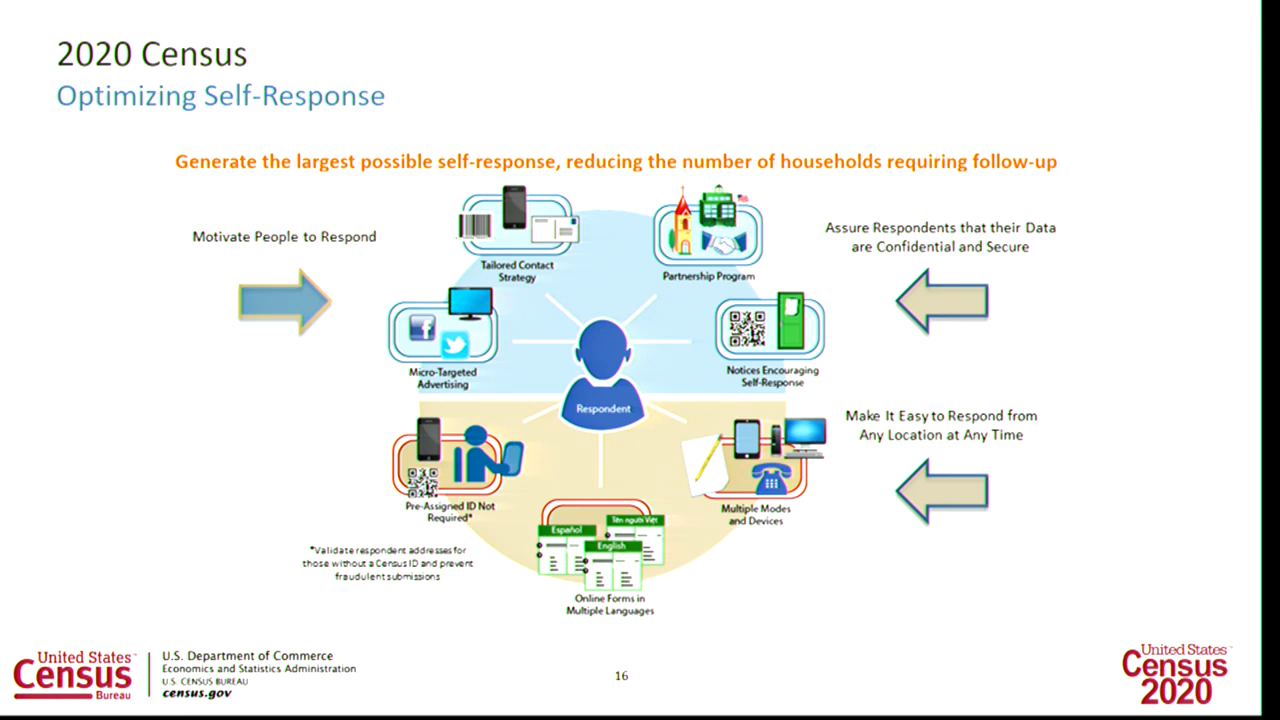 2020 Census
Optimizing Self-Response
Generate the largest possible self-response, reducing the number of households requiring follow-up
Motivate People to Respond
Assure Respondents that their Data
are Confidential and Secure
Tailored Contact
Strategy
Partnership Program
f
Micro-Targeted
Advertising
Notices Encouraging
Self-Response
Respondent
Make It Easy to Respond from
Any Location at Any Time
Pre-Assigned ID Not
Required*
Multiple Modes
and Devices
Tên người Việt
Español
English
*Validate respondent addresses for
those without a Census ID and prevent
fraudulent submissions
Online Forms in
Multiple Languages
United States™
Census
Bureau
U.S. Department of Commerce
Economics and Statistics Administration
U.S. CENSUS BUREAU
census.gov
16
United States™
Census
2020